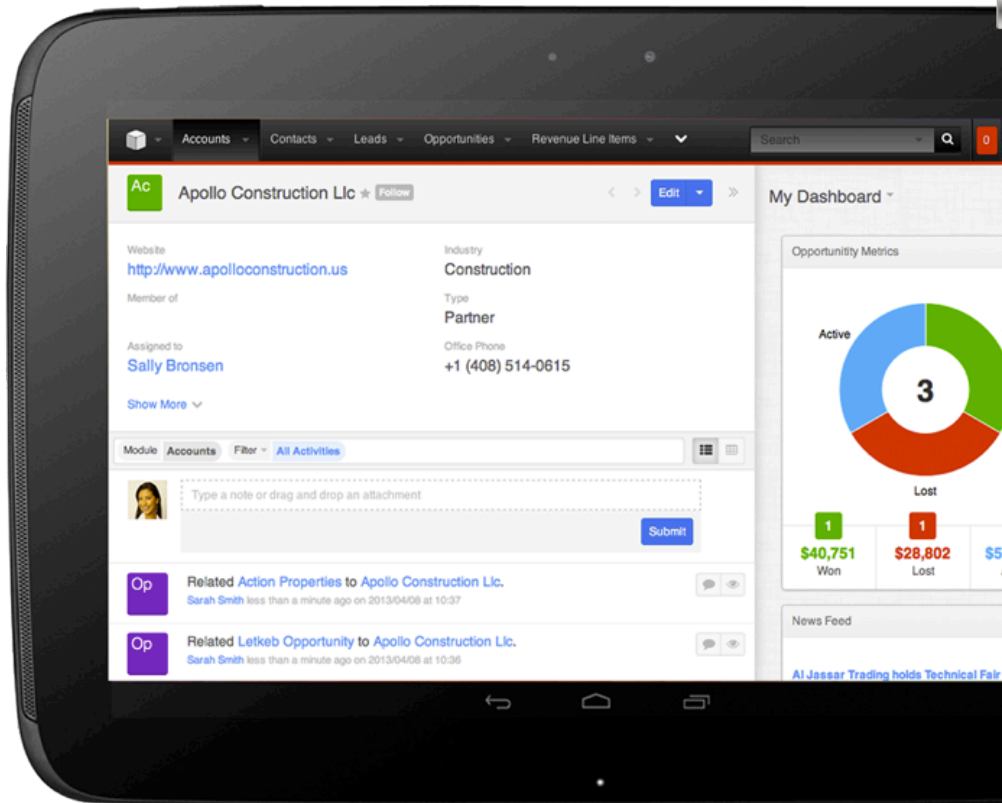 Accounts Contacts Leads Opportunities Revenue Line Items Search 0
Ac Apollo Construction Llc Follow Edit
Website
http://www.apolloconstruction.us
Industry
Construction
Member of
Type
Partner
Assigned to
Sally Bronsen
Office Phone
+1 (408) 514-0615
Show More
Module Accounts Filter All Activities
Type a note or drag and drop an attachment
Submit
Op Related Action Properties to Apollo Construction Llc.
Sarah Smith less than a minute ago on 2013/04/08 at 10:37
Op Related Letkeb Opportunity to Apollo Construction Llc.
Sarah Smith less than a minute ago on 2013/04/08 at 10:36
My Dashboard
Opportunitity Metrics
Active
3
Lost
1 1
$40,751 $28,802
Won Lost
News Feed
Al Jassar Trading holds Technical Fair